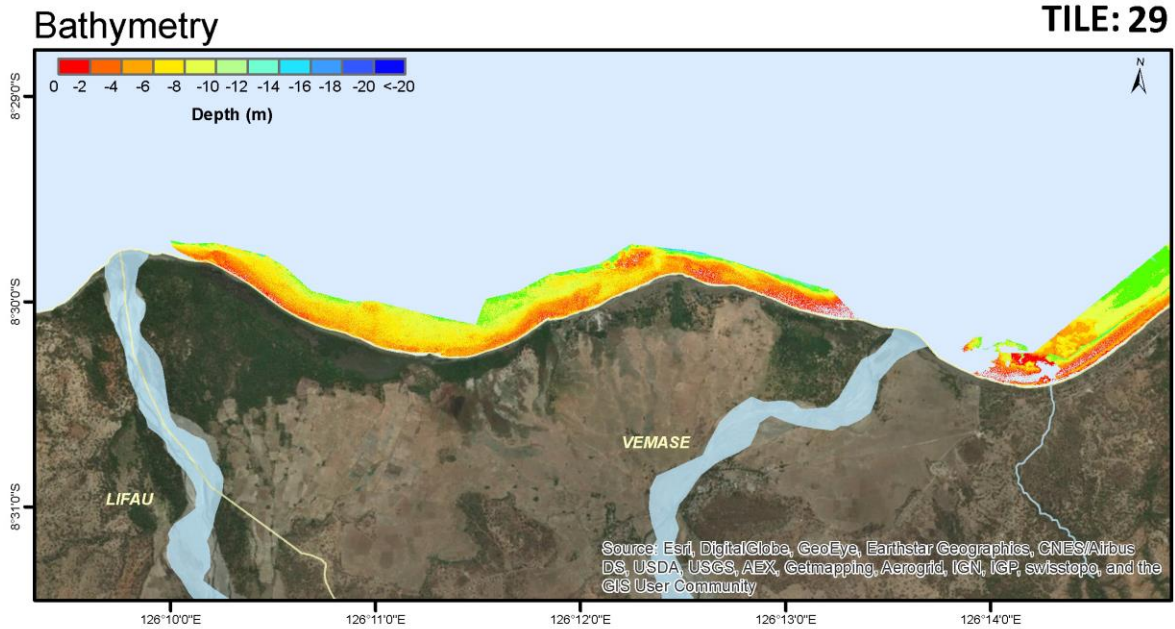 Bathymetry
TILE: 29
0 -2 -4 -6 -8 -10 -12 -14 -16 -18 -20 <-20
Depth (m)
N
8°29'0"S
8°30'0"S
8°31'0"S
LIFAU
VEMASE
Source: Esri, DigitalGlobe, GeoEye, Earthstar Geographics, CNES/Airbus
DS, USDA, USGS, AEX, Getmapping, Aerogrid, IGN, IGP, swisstopo, and the
GIS User Community
126°10'0"E 126°11'0"E 126°12'0"E 126°13'0"E 126°14'0"E